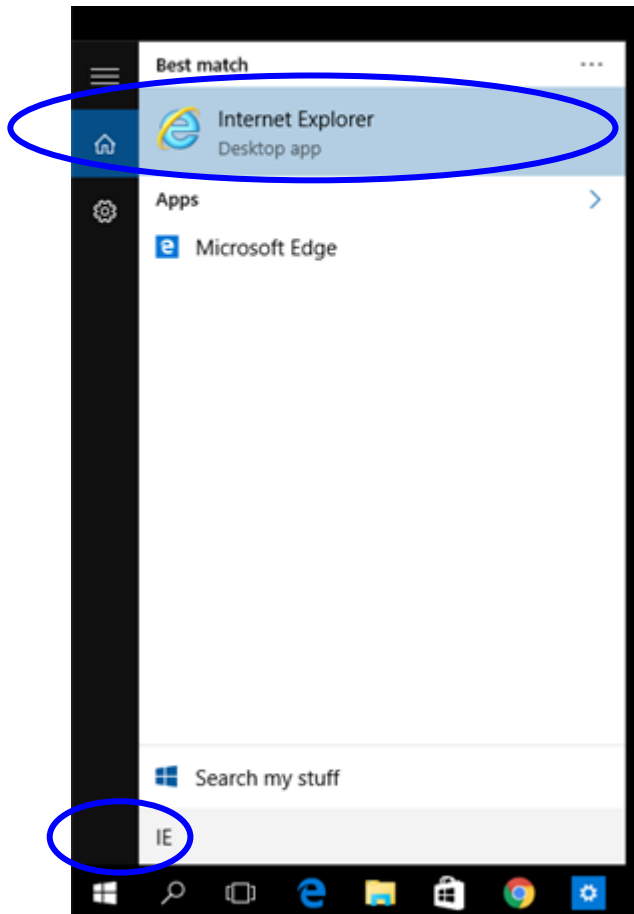 Best match
Internet Explorer
Desktop app
Apps
Microsoft Edge
Search my stuff
IE